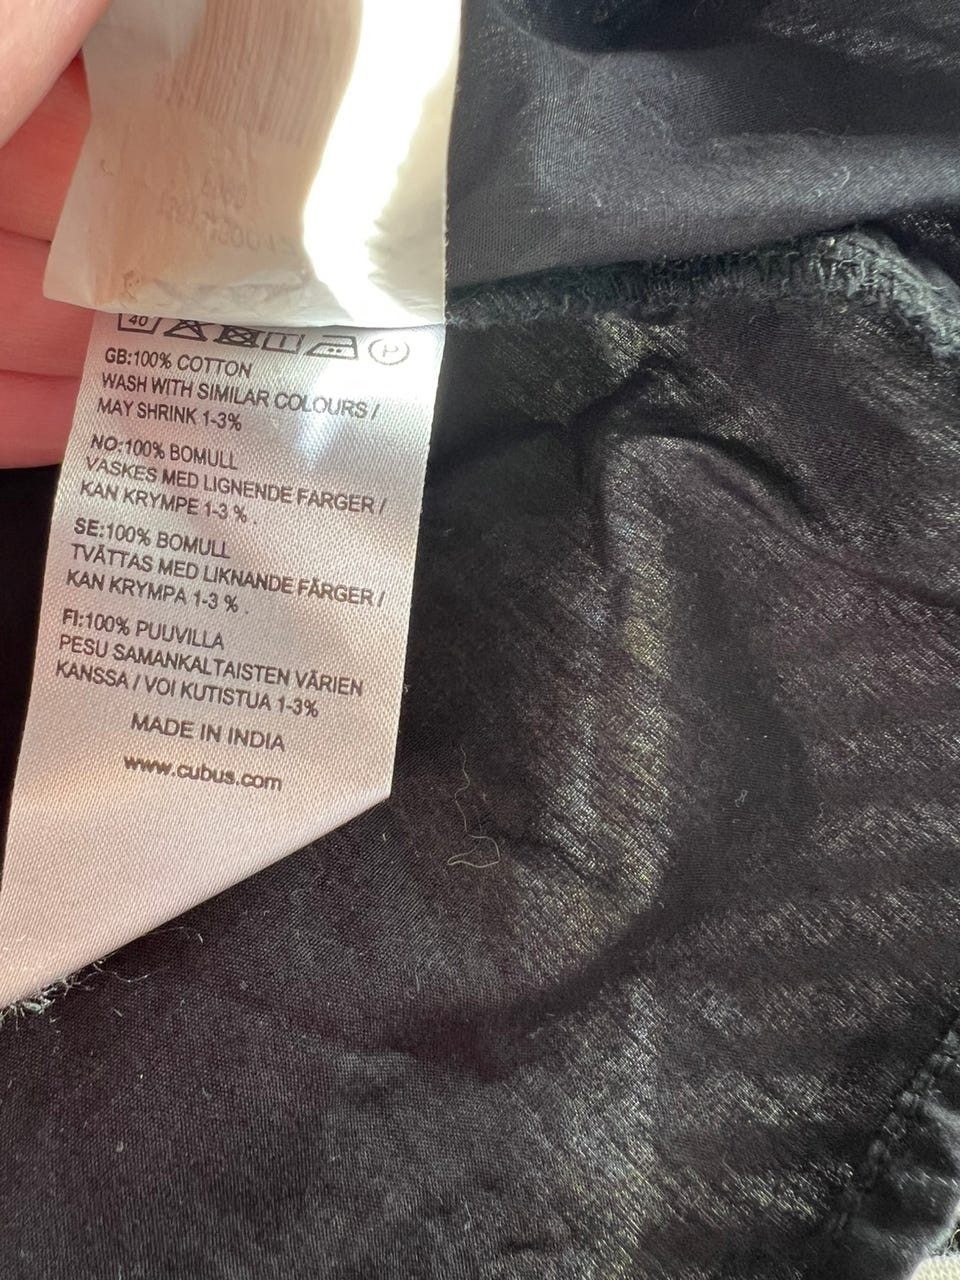 40
P
GB:100% COTTON
WASH WITH SIMILAR COLOURS /
MAY SHRINK 1-3%
NO:100% BOMULL
VASKES MED LIGNENDE FARGER /
KAN KRYMPE 1-3 % .
SE:100% BOMULL
TVÄTTAS MED LIKNANDE FÄRGER /
KAN KRYMPA 1-3 % .
FI:100% PUUVILLA
PESU SAMANKALTAISTEN VÄRIEN
KANSSA / VOI KUTISTUA 1-3%
MADE IN INDIA
www.cubus.com